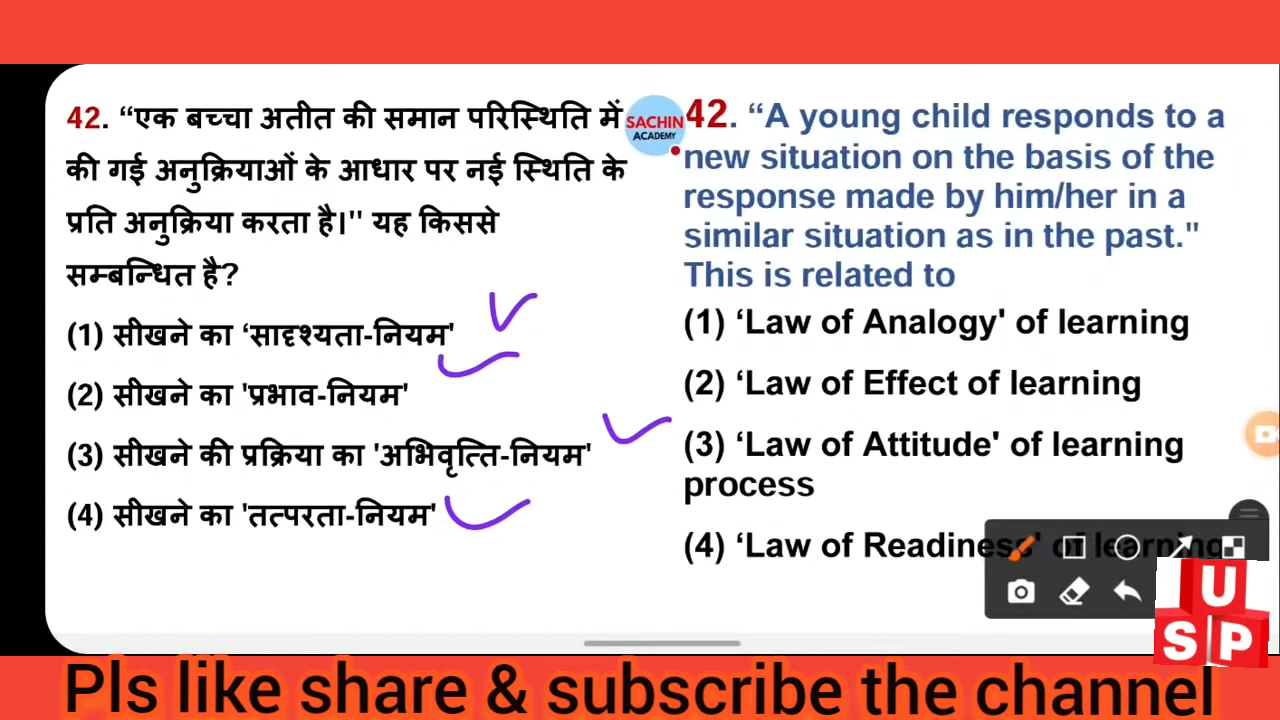 42. “एक बच्चा अतीत की समान परिस्थिति में
की गई अनुक्रियाओं के आधार पर नई स्थिति के
प्रति अनुक्रिया करता है।'' यह किससे
सम्बन्धित है?
(1) सीखने का ‘सादृश्यता-नियम'
(2) सीखने का 'प्रभाव-नियम'
(3) सीखने की प्रक्रिया का 'अभिवृत्ति-नियम'
(4) सीखने का 'तत्परता-नियम'
SACHIN
ACADEMY
42. “A young child responds to a
new situation on the basis of the
response made by him/her in a
similar situation as in the past."
This is related to
(1) ‘Law of Analogy' of learning
(2) ‘Law of Effect of learning
(3) ‘Law of Attitude' of learning
process
(4) ‘Law of Readiness' of learning
U
S P
Pls like share & subscribe the channel